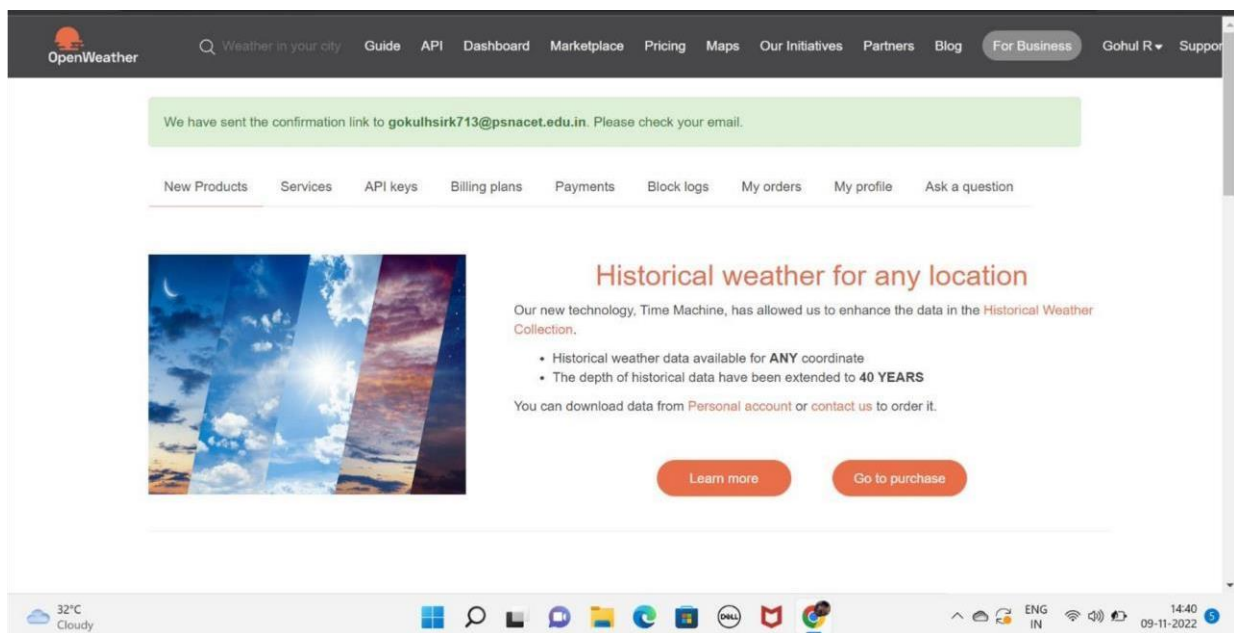 OpenWeather
Weather in your city Guide API Dashboard Marketplace Pricing Maps Our Initiatives Partners Blog For Business Gohul R Suppor
We have sent the confirmation link to gokulhsirk713@psnacet.edu.in. Please check your email.
New Products Services API keys Billing plans Payments Block logs My orders My profile Ask a question
Historical weather for any location
Our new technology, Time Machine, has allowed us to enhance the data in the Historical Weather
Collection.
• Historical weather data available for ANY coordinate
• The depth of historical data have been extended to 40 YEARS
You can download data from Personal account or contact us to order it.
Learn more Go to purchase
32°C
Cloudy
DELL
ENG
IN
14:40
09-11-2022
5